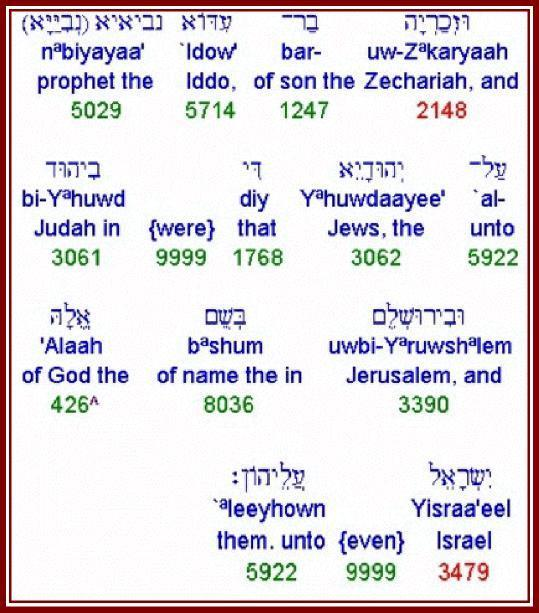 וּזְכַרְיָה בַר־ עִדּוֹא נביאיא (נְבִיַּיָּא)
nᵃbiyayaa' `Idow' bar- uw-Zᵃkaryaah
prophet the Iddo, of son the Zechariah, and
5029 5714 1247 2148
עַל־ יְהוּדָיֵא דִּי בִיהוּד
bi-Yᵃhuwd diy Yᵃhuwdaayee' `al-
Judah in {were} that Jews, the unto
3061 9999 1768 3062 5922
וּבִירוּשְׁלֶם בְּשֻׁם אֱלָהּ
'Alaah bᵃshum uwbi-Yᵃruwshᵃlem
of God the of name the in Jerusalem, and
426^ 8036 3390
יִשְׂרָאֵל עֲלֵיהוֹן׃
`ᵃleeyhown Yisraa'eel
them. unto {even} Israel
5922 9999 3479